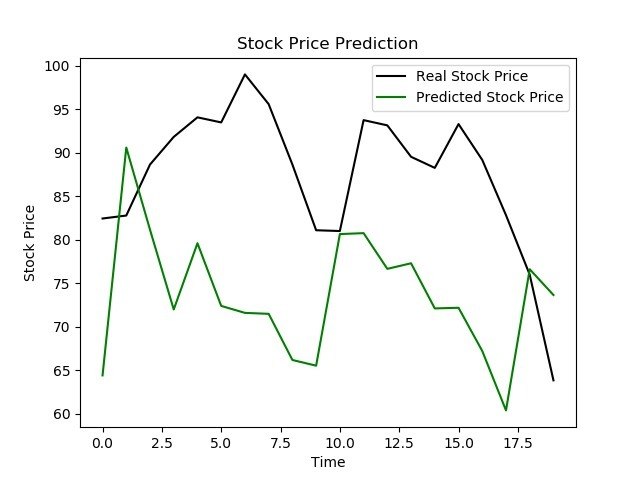 Stock Price Prediction
Real Stock Price
Predicted Stock Price
Stock Price
100
95
90
85
80
75
70
65
60
0.0 2.5 5.0 7.5 10.0 12.5 15.0 17.5
Time